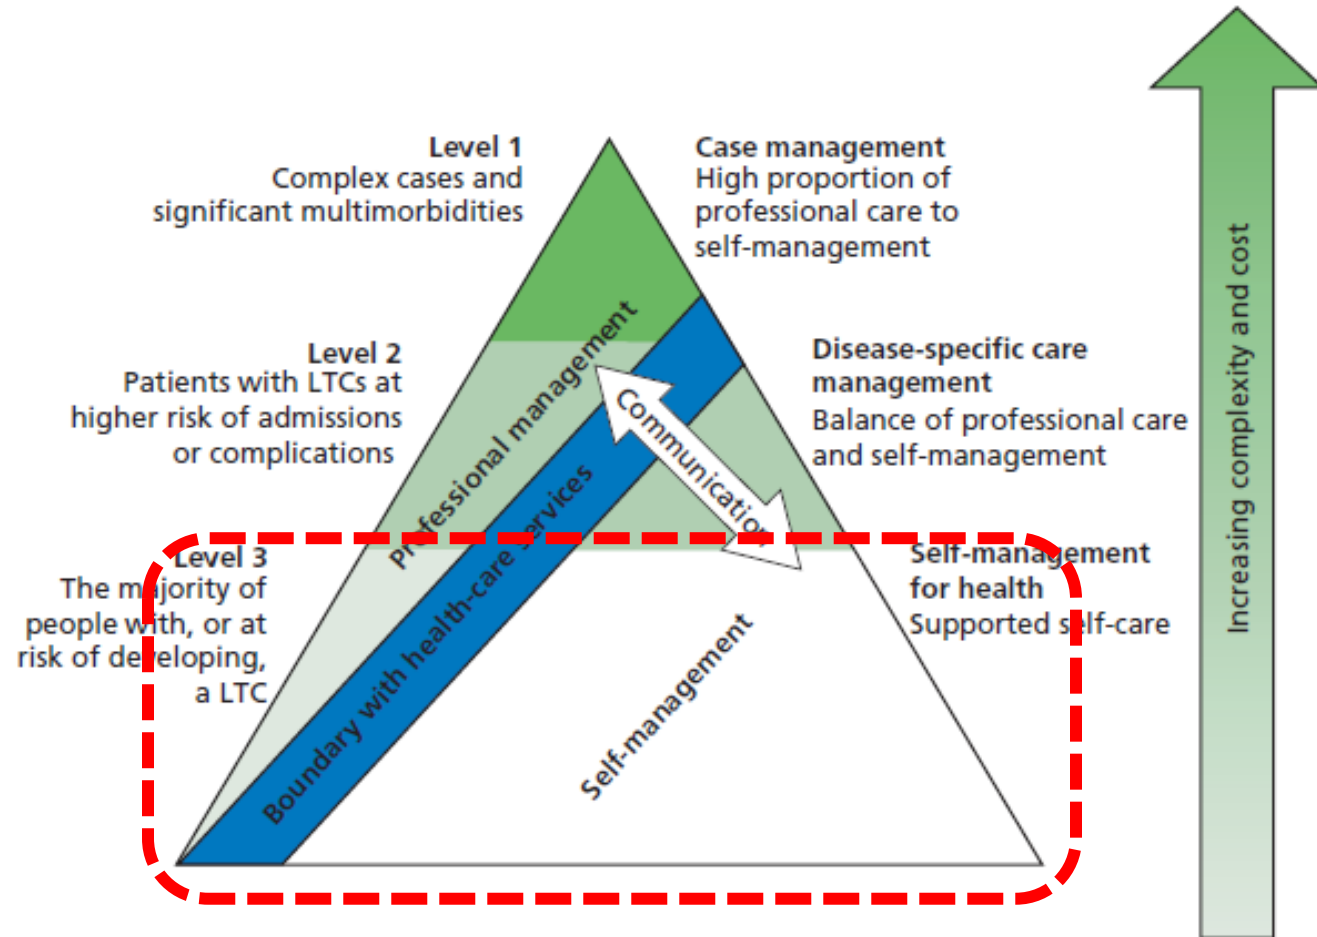 Level 1
Complex cases and
significant multimorbidities
Case management
High proportion of
professional care to
self-management
Level 2
Patients with LTCs at
higher risk of admissions
or complications
Disease-specific care
management
Balance of professional care
and self-management
Level 3
The majority of
people with, or at
risk of developing,
a LTC
Self-management
for health
Supported self-care
Professional management
Boundary with health-care services
Communication
Self-management
Increasing complexity and cost